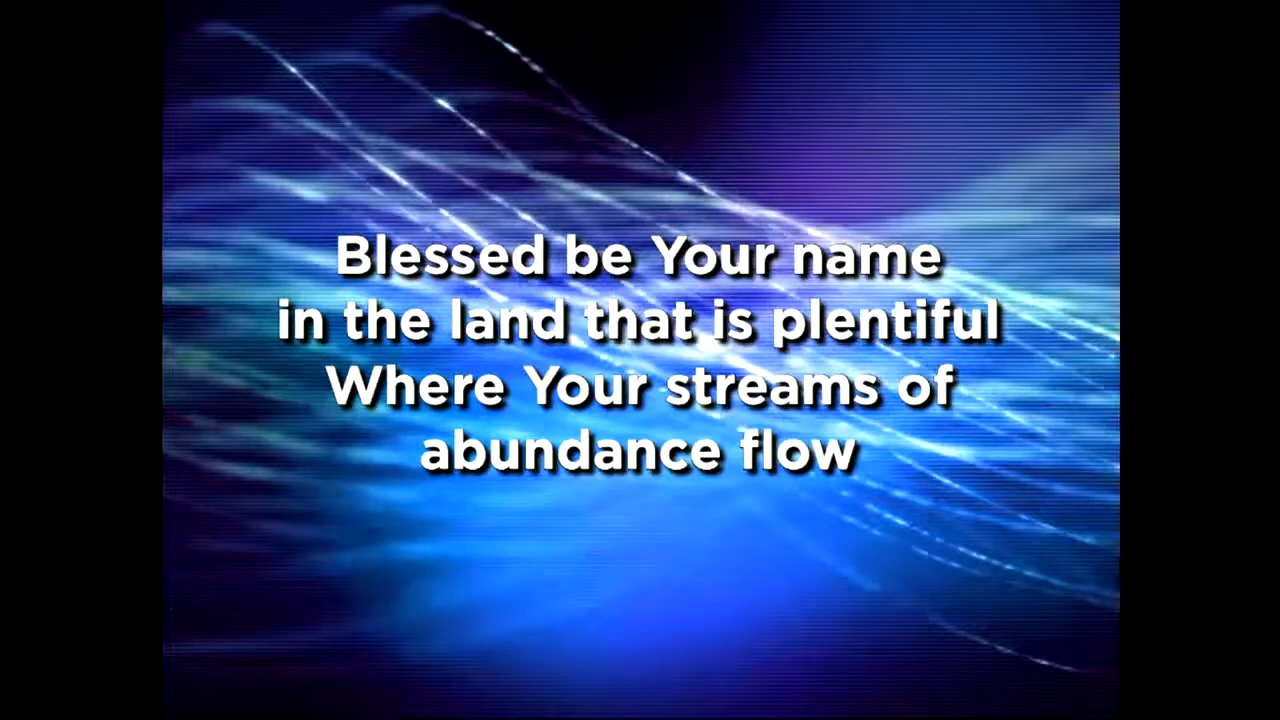 Blessed be Your name
in the land that is plentiful
Where Your streams of
abundance flow